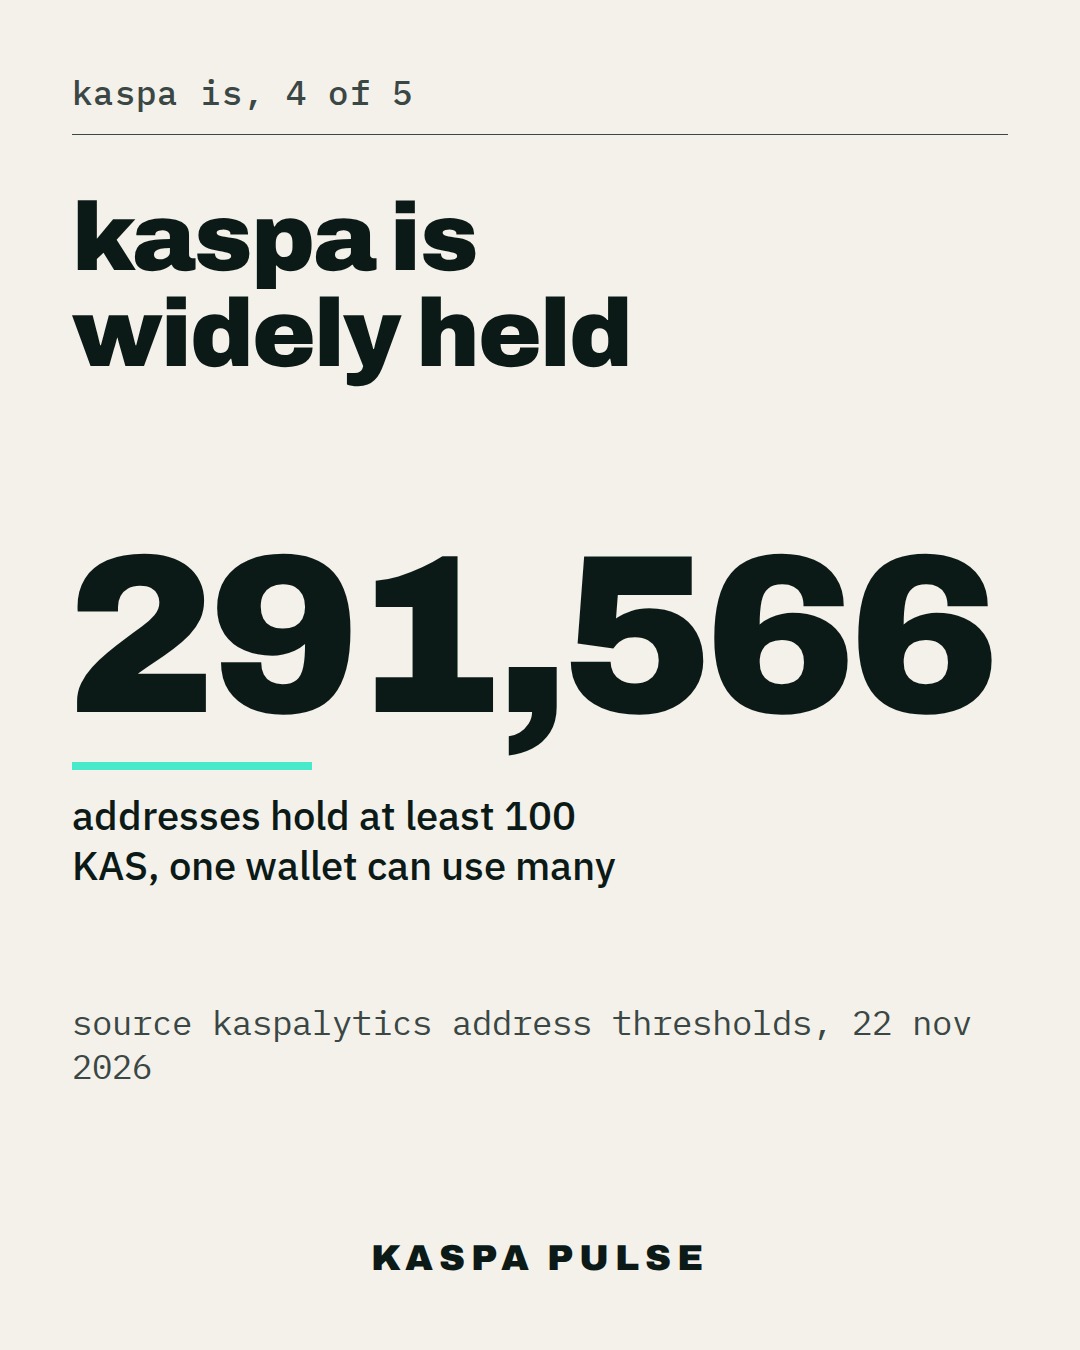 kaspa is, 4 of 5
kaspa is
widely held
291,566
addresses hold at least 100
KAS, one wallet can use many
source kaspalytics address thresholds, 22 nov
2026
KASPA PULSE